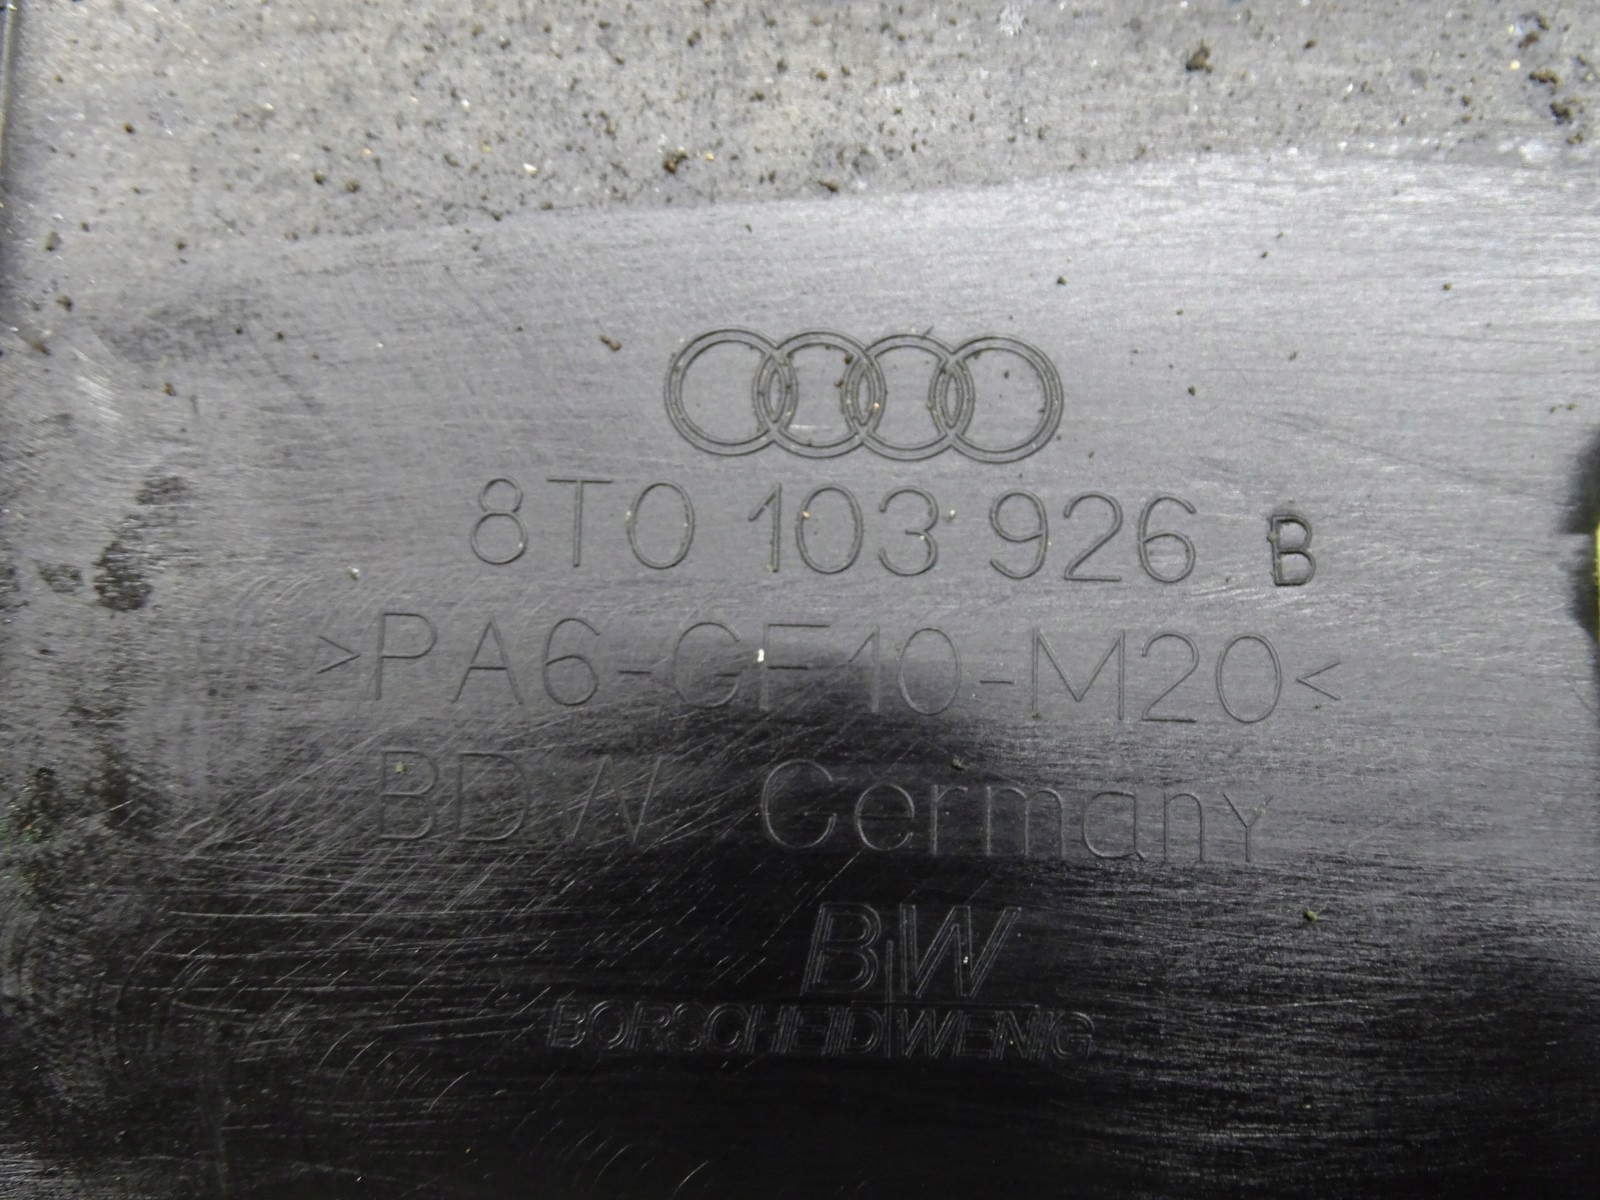 8T0 103 926 B
>PA6-GF10-M20<
BDW Germany
BW
BORSCHEID WENIG